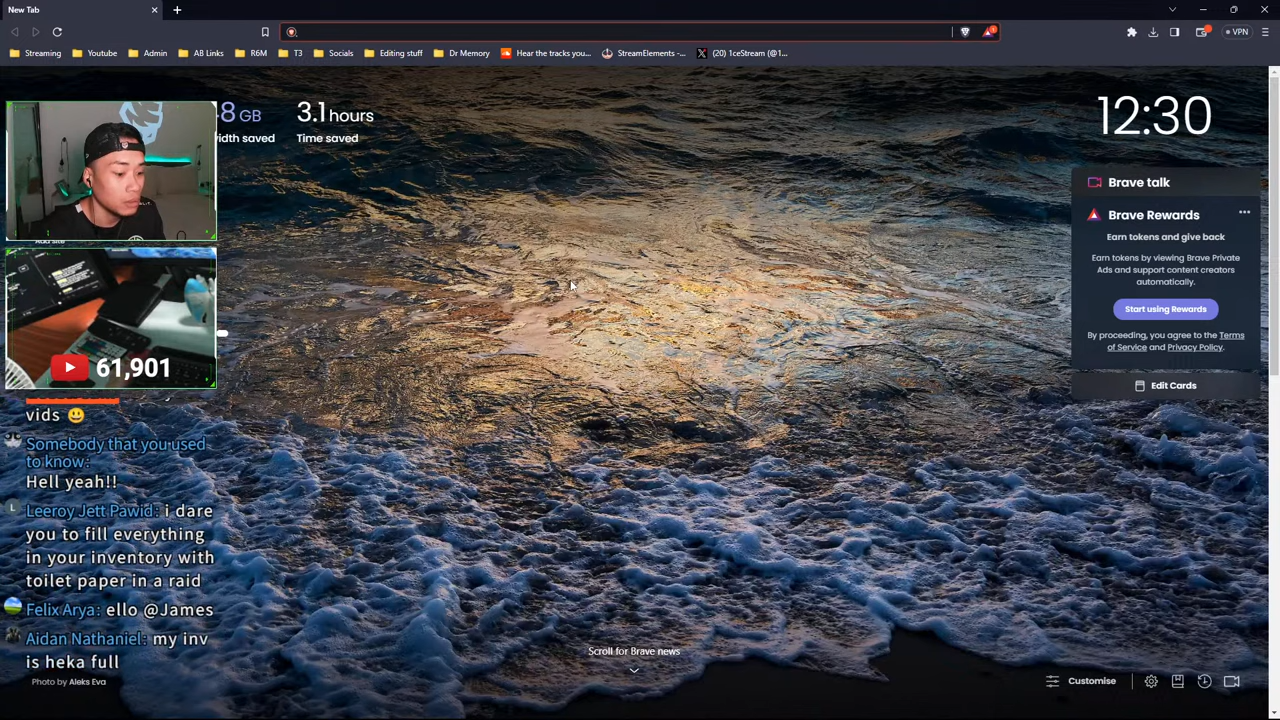 New Tab
VPN
Streaming
Youtube
Admin
AB Links
R6M
T3
Socials
Editing stuff
Dr Memory
Hear the tracks you...
StreamElements -...
(20) 1ceStream (@1...
8 GB
width saved
3.1 hours
Time saved
12:30
Brave talk
Brave Rewards
Earn tokens and give back
Earn tokens by viewing Brave Private
Ads and support content creators
automatically.
Start using Rewards
By proceeding, you agree to the Terms
of Service and Privacy Policy.
Edit Cards
Add site
61,901
vids 😃
Somebody that you used
to know:
Hell yeah!!
Leeroy Jett Pawid: i dare
you to fill everything
in your inventory with
toilet paper in a raid
Felix Arya: ello @James
Aidan Nathaniel: my inv
is heka full
Photo by Aleks Eva
Scroll for Brave news
Customise